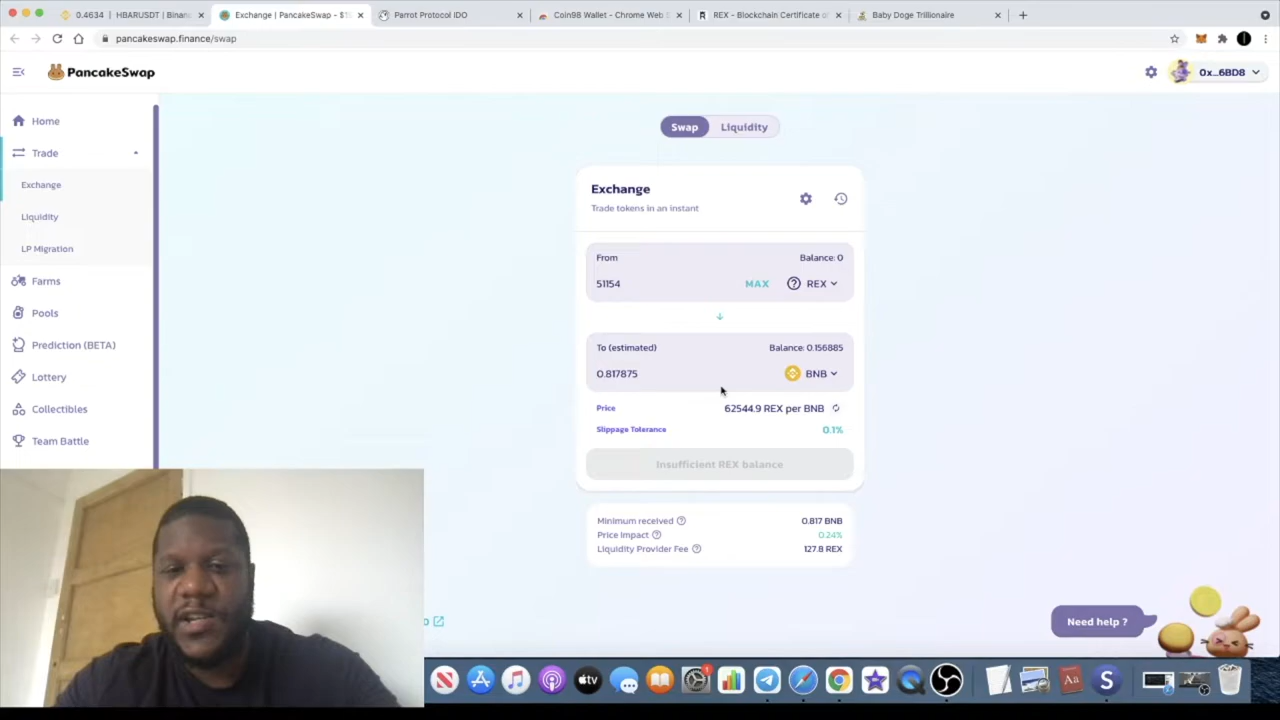 0.4634 | HBARUSDT | Binan
Exchange | PancakeSwap - $1
Parrot Protocol IDO
Coin98 Wallet - Chrome Web S
REX - Blockchain Certificate o
Baby Doge Trillionaire
pancakeswap.finance/swap
PancakeSwap
0x...6BD8
Home
Trade
Exchange
Liquidity
LP Migration
Farms
Pools
Prediction (BETA)
Lottery
Collectibles
Team Battle
Swap
Liquidity
Exchange
Trade tokens in an instant
From
Balance: 0
51154
MAX
REX
To (estimated)
Balance: 0.156885
0.817875
BNB
Price
62544.9 REX per BNB
Slippage Tolerance
0.1%
Insufficient REX balance
Minimum received
0.817 BNB
Price Impact
0.24%
Liquidity Provider Fee
127.8 REX
Need help ?